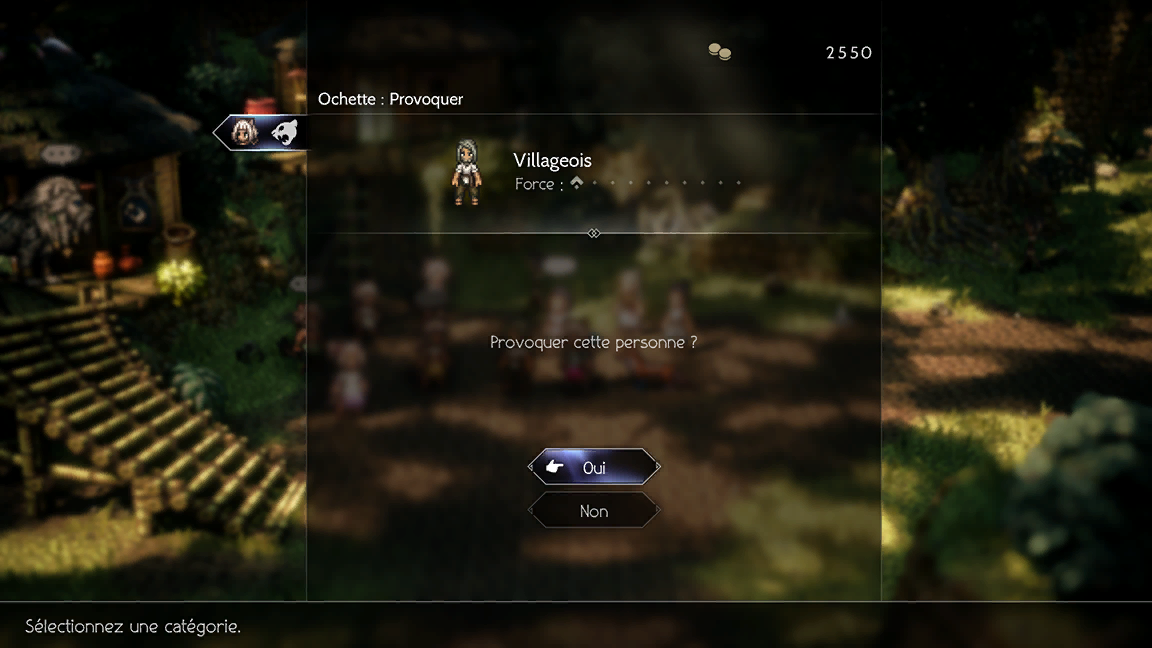 2550
Ochette : Provoquer
Villageois
Force :
Provoquer cette personne ?
Oui
Non
Sélectionnez une catégorie.